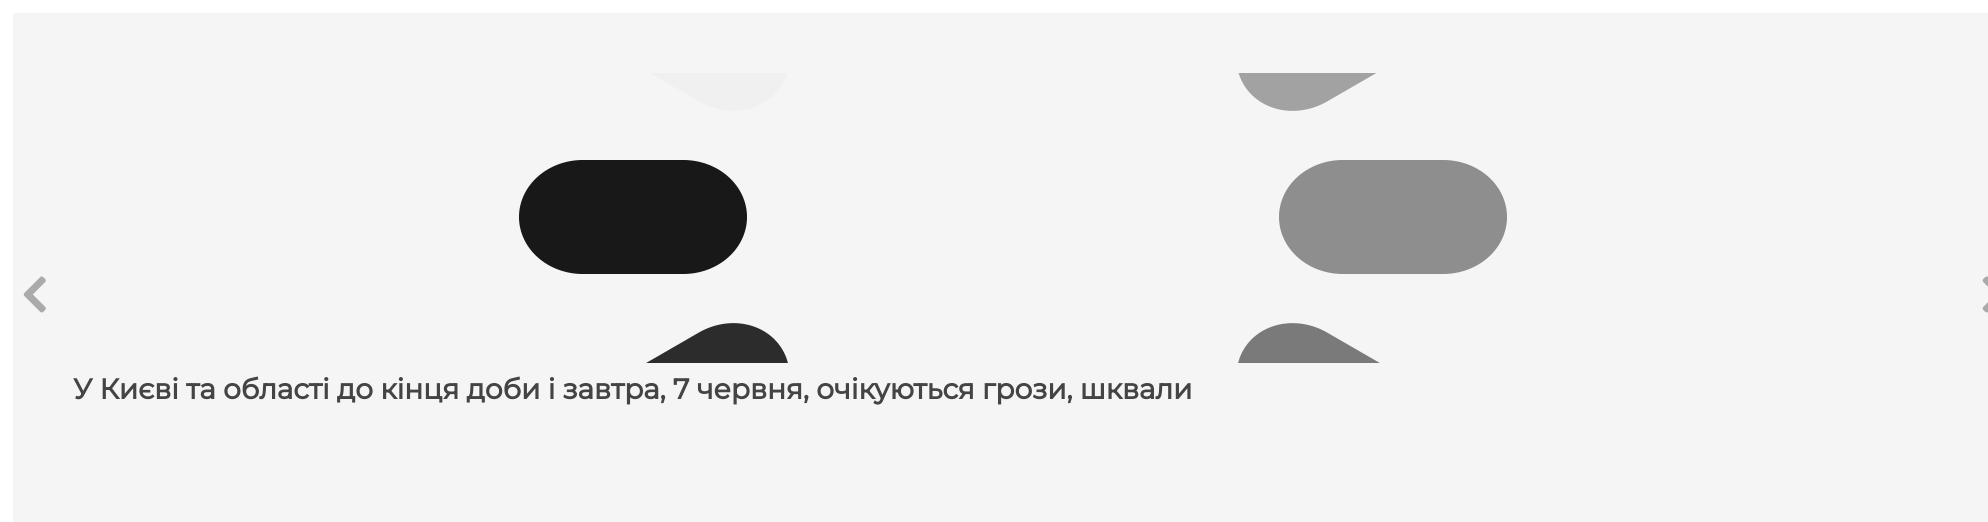 У Києві та області до кінця доби і завтра, 7 червня, очікуються грози, шквали